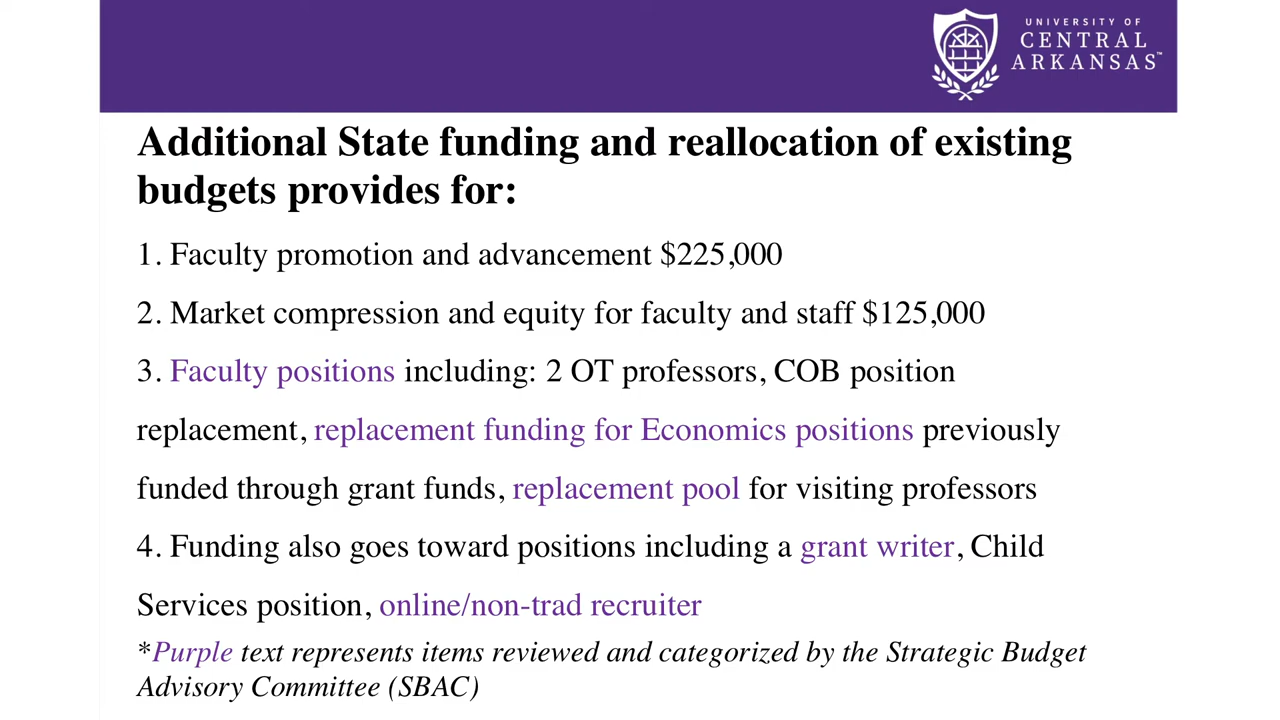 UNIVERSITY OF
CENTRAL
ARKANSAS™
Additional State funding and reallocation of existing
budgets provides for:
1. Faculty promotion and advancement $225,000
2. Market compression and equity for faculty and staff $125,000
3. Faculty positions including: 2 OT professors, COB position
replacement, replacement funding for Economics positions previously
funded through grant funds, replacement pool for visiting professors
4. Funding also goes toward positions including a grant writer, Child
Services position, online/non-trad recruiter
*Purple text represents items reviewed and categorized by the Strategic Budget
Advisory Committee (SBAC)